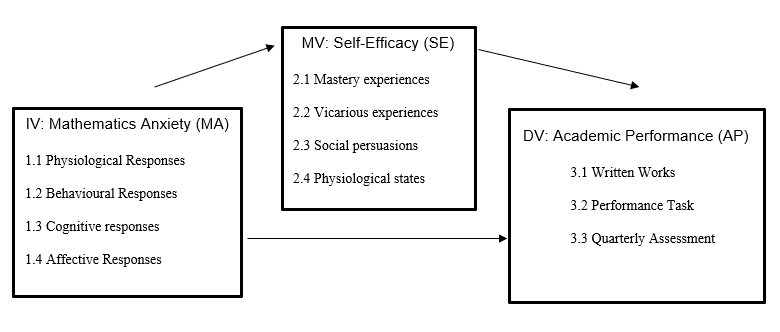 MV: Self-Efficacy (SE)
2.1 Mastery experiences
2.2 Vicarious experiences
2.3 Social persuasions
2.4 Physiological states
IV: Mathematics Anxiety (MA)
1.1 Physiological Responses
1.2 Behavioural Responses
1.3 Cognitive responses
1.4 Affective Responses
DV: Academic Performance (AP)
3.1 Written Works
3.2 Performance Task
3.3 Quarterly Assessment